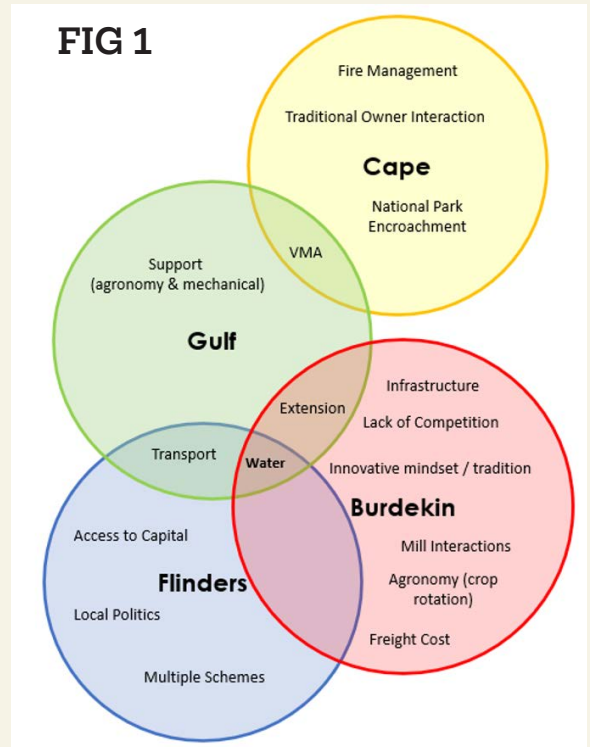 FIG 1
Fire Management
Traditional Owner Interaction
Cape
National Park
Encroachment
VMA
Support
(agronomy & mechanical)
Gulf
Infrastructure
Extension
Lack of Competition
Transport
Water
Innovative mindset / tradition
Burdekin
Access to Capital
Mill Interactions
Flinders
Agronomy (crop
rotation)
Local Politics
Freight Cost
Multiple Schemes